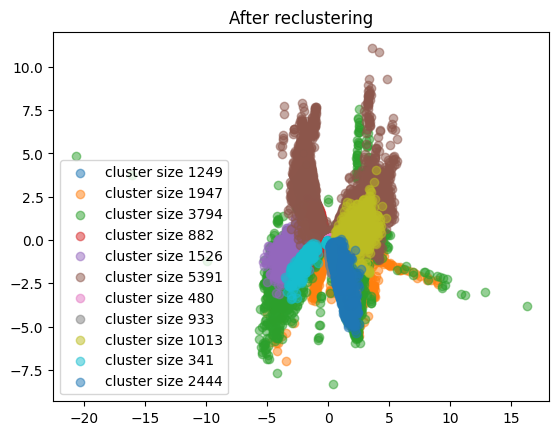 After reclustering
10.0
7.5
5.0
2.5
0.0
−2.5
−5.0
−7.5
cluster size 1249
cluster size 1947
cluster size 3794
cluster size 882
cluster size 1526
cluster size 5391
cluster size 480
cluster size 933
cluster size 1013
cluster size 341
cluster size 2444
−20
−15
−10
−5
0
5
10
15